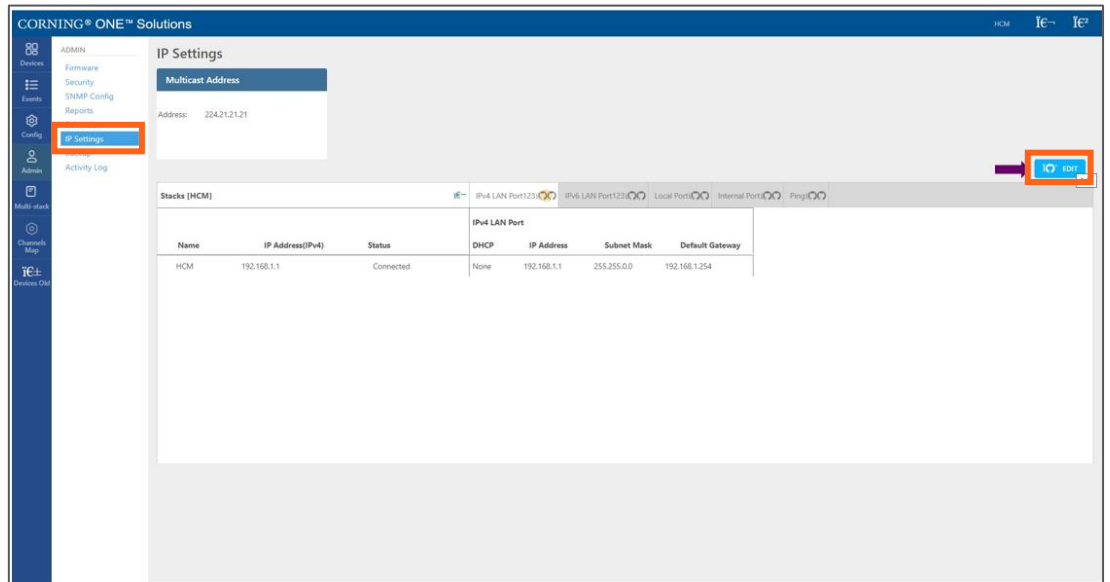 CORNING® ONE™ Solutions
HCM Ï€¬ Ï€²
Devices
Events
Config
Admin
Multi-stack
Channels
Map
Ï€±
Devices Old
ADMIN
Firmware
Security
SNMP Config
Reports
IP Settings
Activity Log
IP Settings
Multicast Address
Address: 224.21.21.21
EDIT
Stacks [HCM]
IPv4 LAN Port123 IPv6 LAN Port123 Local Port Internal Port Ping
IPv4 LAN Port
Name IP Address(IPv4) Status DHCP IP Address Subnet Mask Default Gateway
HCM 192.168.1.1 Connected None 192.168.1.1 255.255.0.0 192.168.1.254